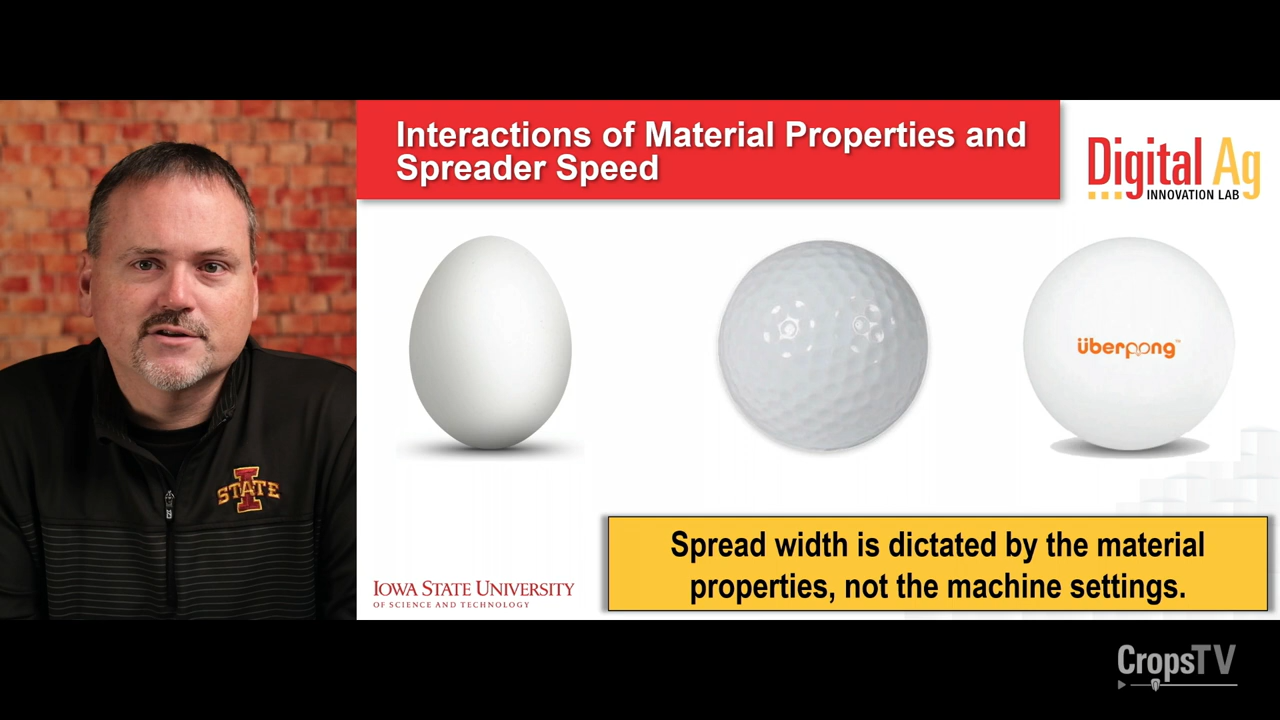 Interactions of Material Properties and
Spreader Speed
Digital Ag
INNOVATION LAB
überpong™
I
STATE
Spread width is dictated by the material
properties, not the machine settings.
IOWA STATE UNIVERSITY
OF SCIENCE AND TECHNOLOGY
CropsTV